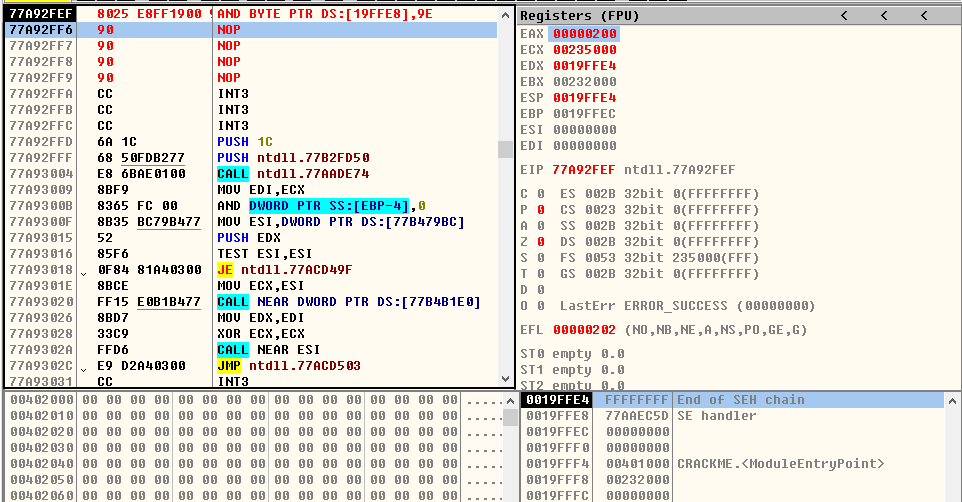 77A92FEF 8025 E8FF1900 9 AND BYTE PTR DS:[19FFE8],9E
77A92FF6 90 NOP
77A92FF7 90 NOP
77A92FF8 90 NOP
77A92FF9 90 NOP
77A92FFA CC INT3
77A92FFB CC INT3
77A92FFC CC INT3
77A92FFD 6A 1C PUSH 1C
77A92FFF 68 50FDB277 PUSH ntdll.77B2FD50
77A93004 E8 6BAE0100 CALL ntdll.77AADE74
77A93009 8BF9 MOV EDI,ECX
77A9300B 8365 FC 00 AND DWORD PTR SS:[EBP-4],0
77A9300F 8B35 BC79B477 MOV ESI,DWORD PTR DS:[77B479BC]
77A93015 52 PUSH EDX
77A93016 85F6 TEST ESI,ESI
77A93018 0F84 81A40300 JE ntdll.77ACD49F
77A9301E 8BCE MOV ECX,ESI
77A93020 FF15 E0B1B477 CALL NEAR DWORD PTR DS:[77B4B1E0]
77A93026 8BD7 MOV EDX,EDI
77A93028 33C9 XOR ECX,ECX
77A9302A FFD6 CALL NEAR ESI
77A9302C E9 D2A40300 JMP ntdll.77ACD503
77A93031 CC INT3
Registers (FPU) < < <
EAX 00000200
ECX 00235000
EDX 0019FFE4
EBX 00232000
ESP 0019FFE4
EBP 0019FFEC
ESI 00000000
EDI 00000000
EIP 77A92FEF ntdll.77A92FEF
C 0 ES 002B 32bit 0(FFFFFFFF)
P 0 CS 0023 32bit 0(FFFFFFFF)
A 0 SS 002B 32bit 0(FFFFFFFF)
Z 0 DS 002B 32bit 0(FFFFFFFF)
S 0 FS 0053 32bit 235000(FFF)
T 0 GS 002B 32bit 0(FFFFFFFF)
D 0
O 0 LastErr ERROR_SUCCESS (00000000)
EFL 00000202 (NO,NB,NE,A,NS,PO,GE,G)
ST0 empty 0.0
ST1 empty 0.0
ST2 empty 0.0
00402000 00 00 00 00 00 00 00 00 00 00 00 00 00 00 00 00 .....
00402010 00 00 00 00 00 00 00 00 00 00 00 00 00 00 00 00 .....
00402020 00 00 00 00 00 00 00 00 00 00 00 00 00 00 00 00 .....
00402030 00 00 00 00 00 00 00 00 00 00 00 00 00 00 00 00 .....
00402040 00 00 00 00 00 00 00 00 00 00 00 00 00 00 00 00 .....
00402050 00 00 00 00 00 00 00 00 00 00 00 00 00 00 00 00 .....
00402060 00 00 00 00 00 00 00 00 00 00 00 00 00 00 00 00 .....
0019FFE4 FFFFFFFF End of SEH chain
0019FFE8 77AAEC5D SE handler
0019FFEC 00000000
0019FFF0 00000000
0019FFF4 00401000 CRACKME.<ModuleEntryPoint>
0019FFF8 00232000
0019FFFC 00000000